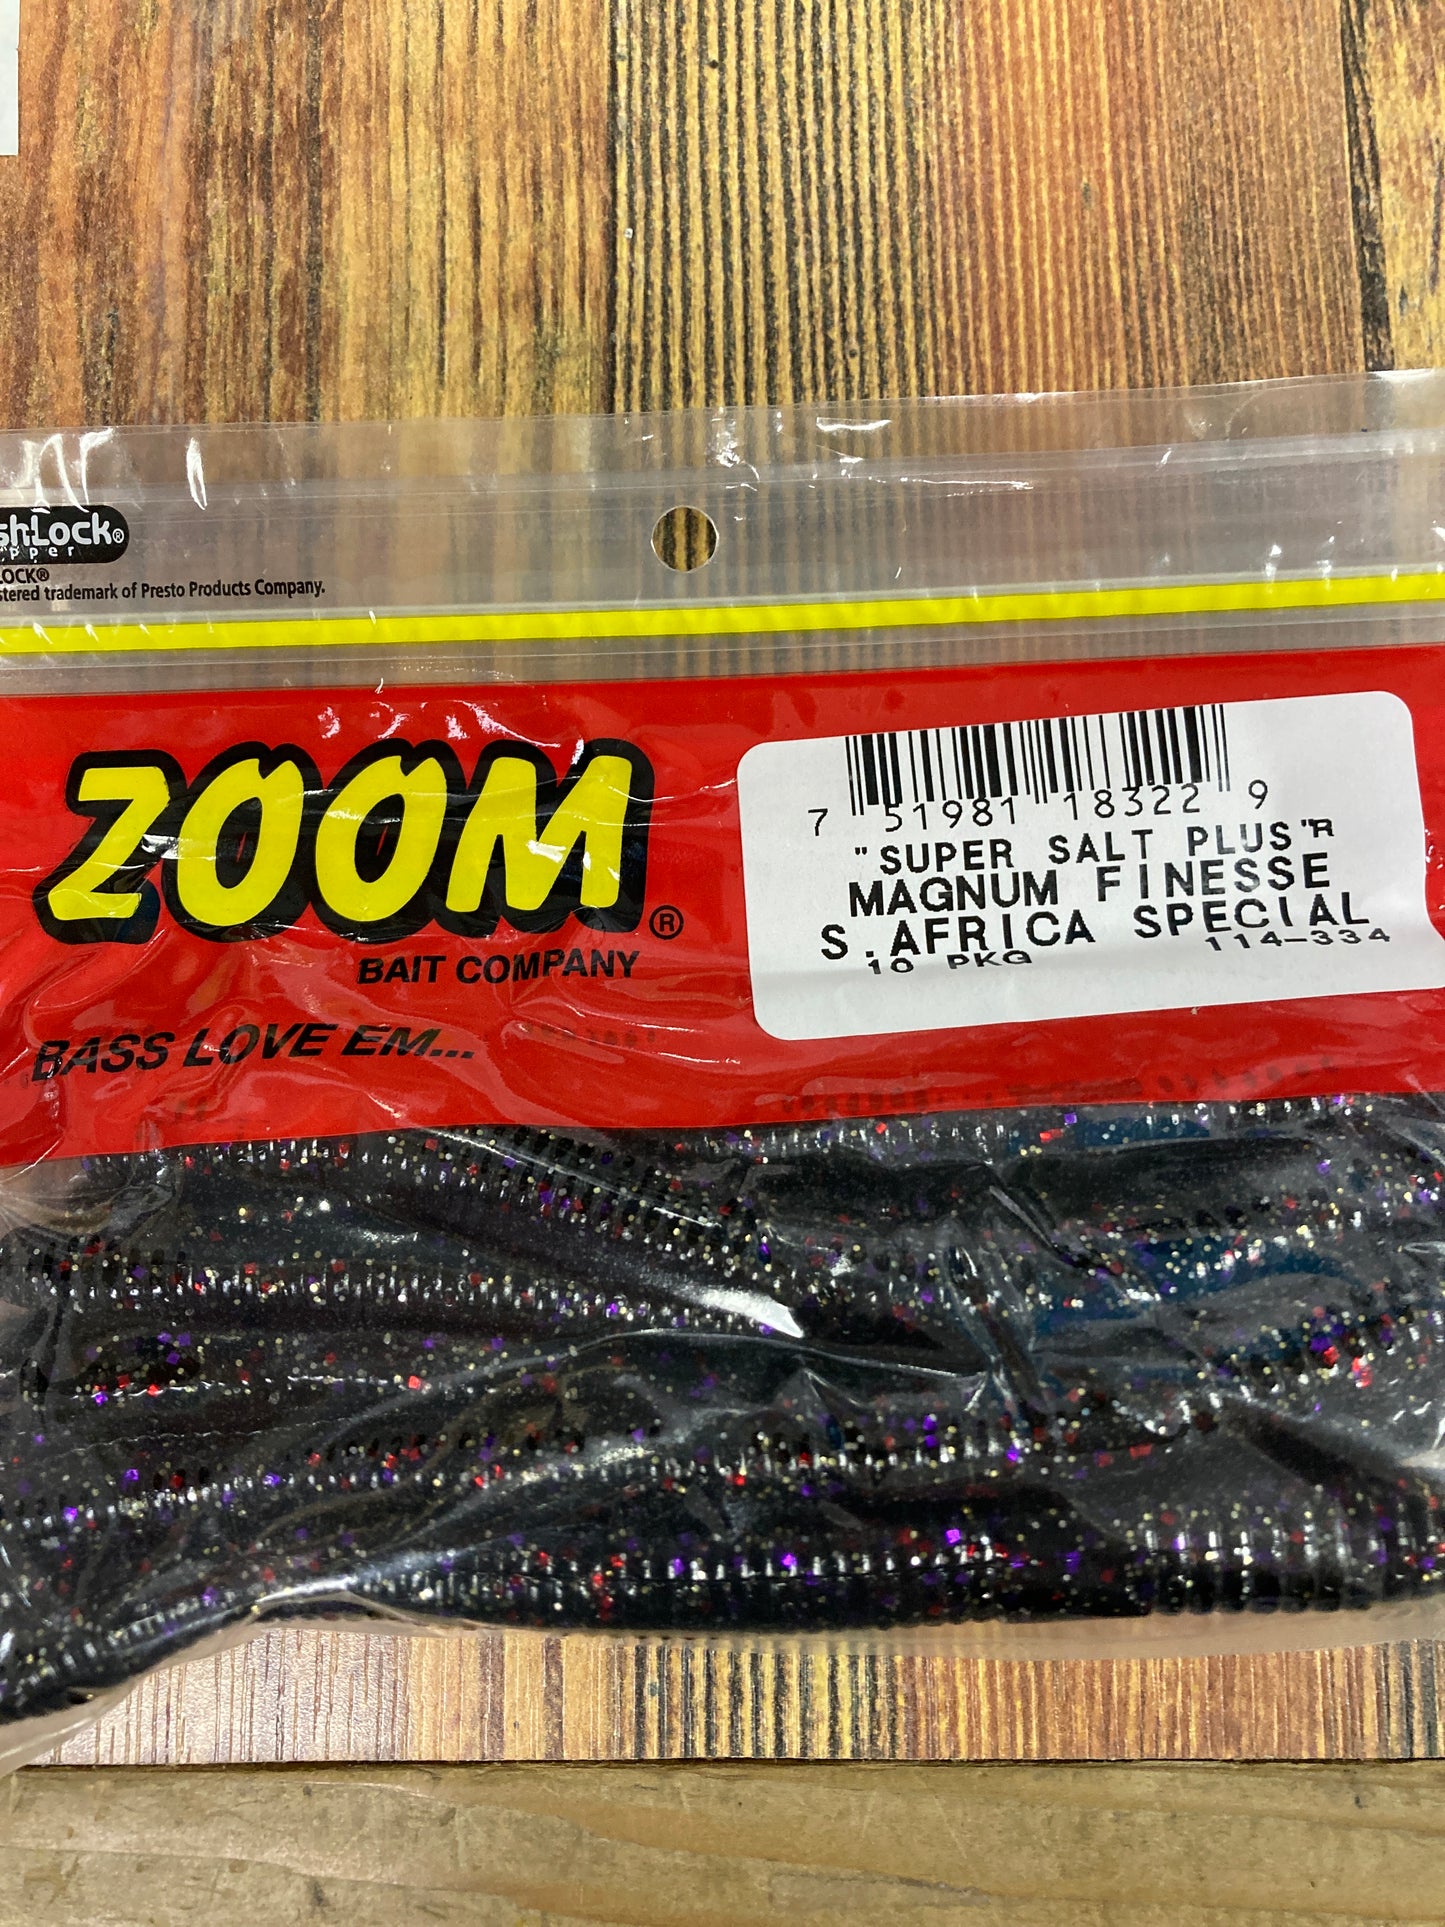 shLock®
pper
LOCK®
stered trademark of Presto Products Company.
ZOOM®
BAIT COMPANY
BASS LOVE EM...
7 51981 18322 9
"SUPER SALT PLUS"R
MAGNUM FINESSE
S.AFRICA SPECIAL
10 PKG 114-334